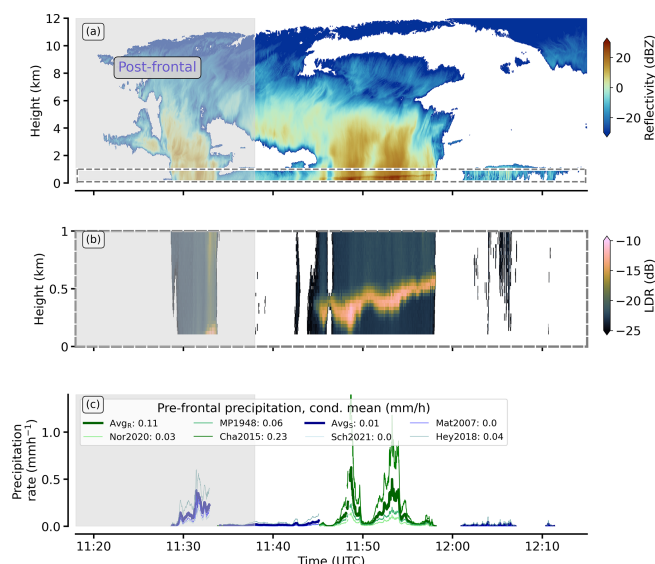 12
10
8
6
4
2
0
Height (km)
(a)
Post-frontal
20
0
−20
Reflectivity (dBZ)
1
0.5
0
Height (km)
(b)
−10
−15
−20
−25
LDR (dB)
1.0
0.5
0.0
Precipitation
rate (mmh⁻¹)
(c)
Pre-frontal precipitation, cond. mean (mm/h)
Avg_R: 0.11 MP1948: 0.06 Avg_S: 0.01 Mat2007: 0.0
Nor2020: 0.03 Cha2015: 0.23 Sch2021: 0.0 Hey2018: 0.04
11:20 11:30 11:40 11:50 12:00 12:10
Time (UTC)